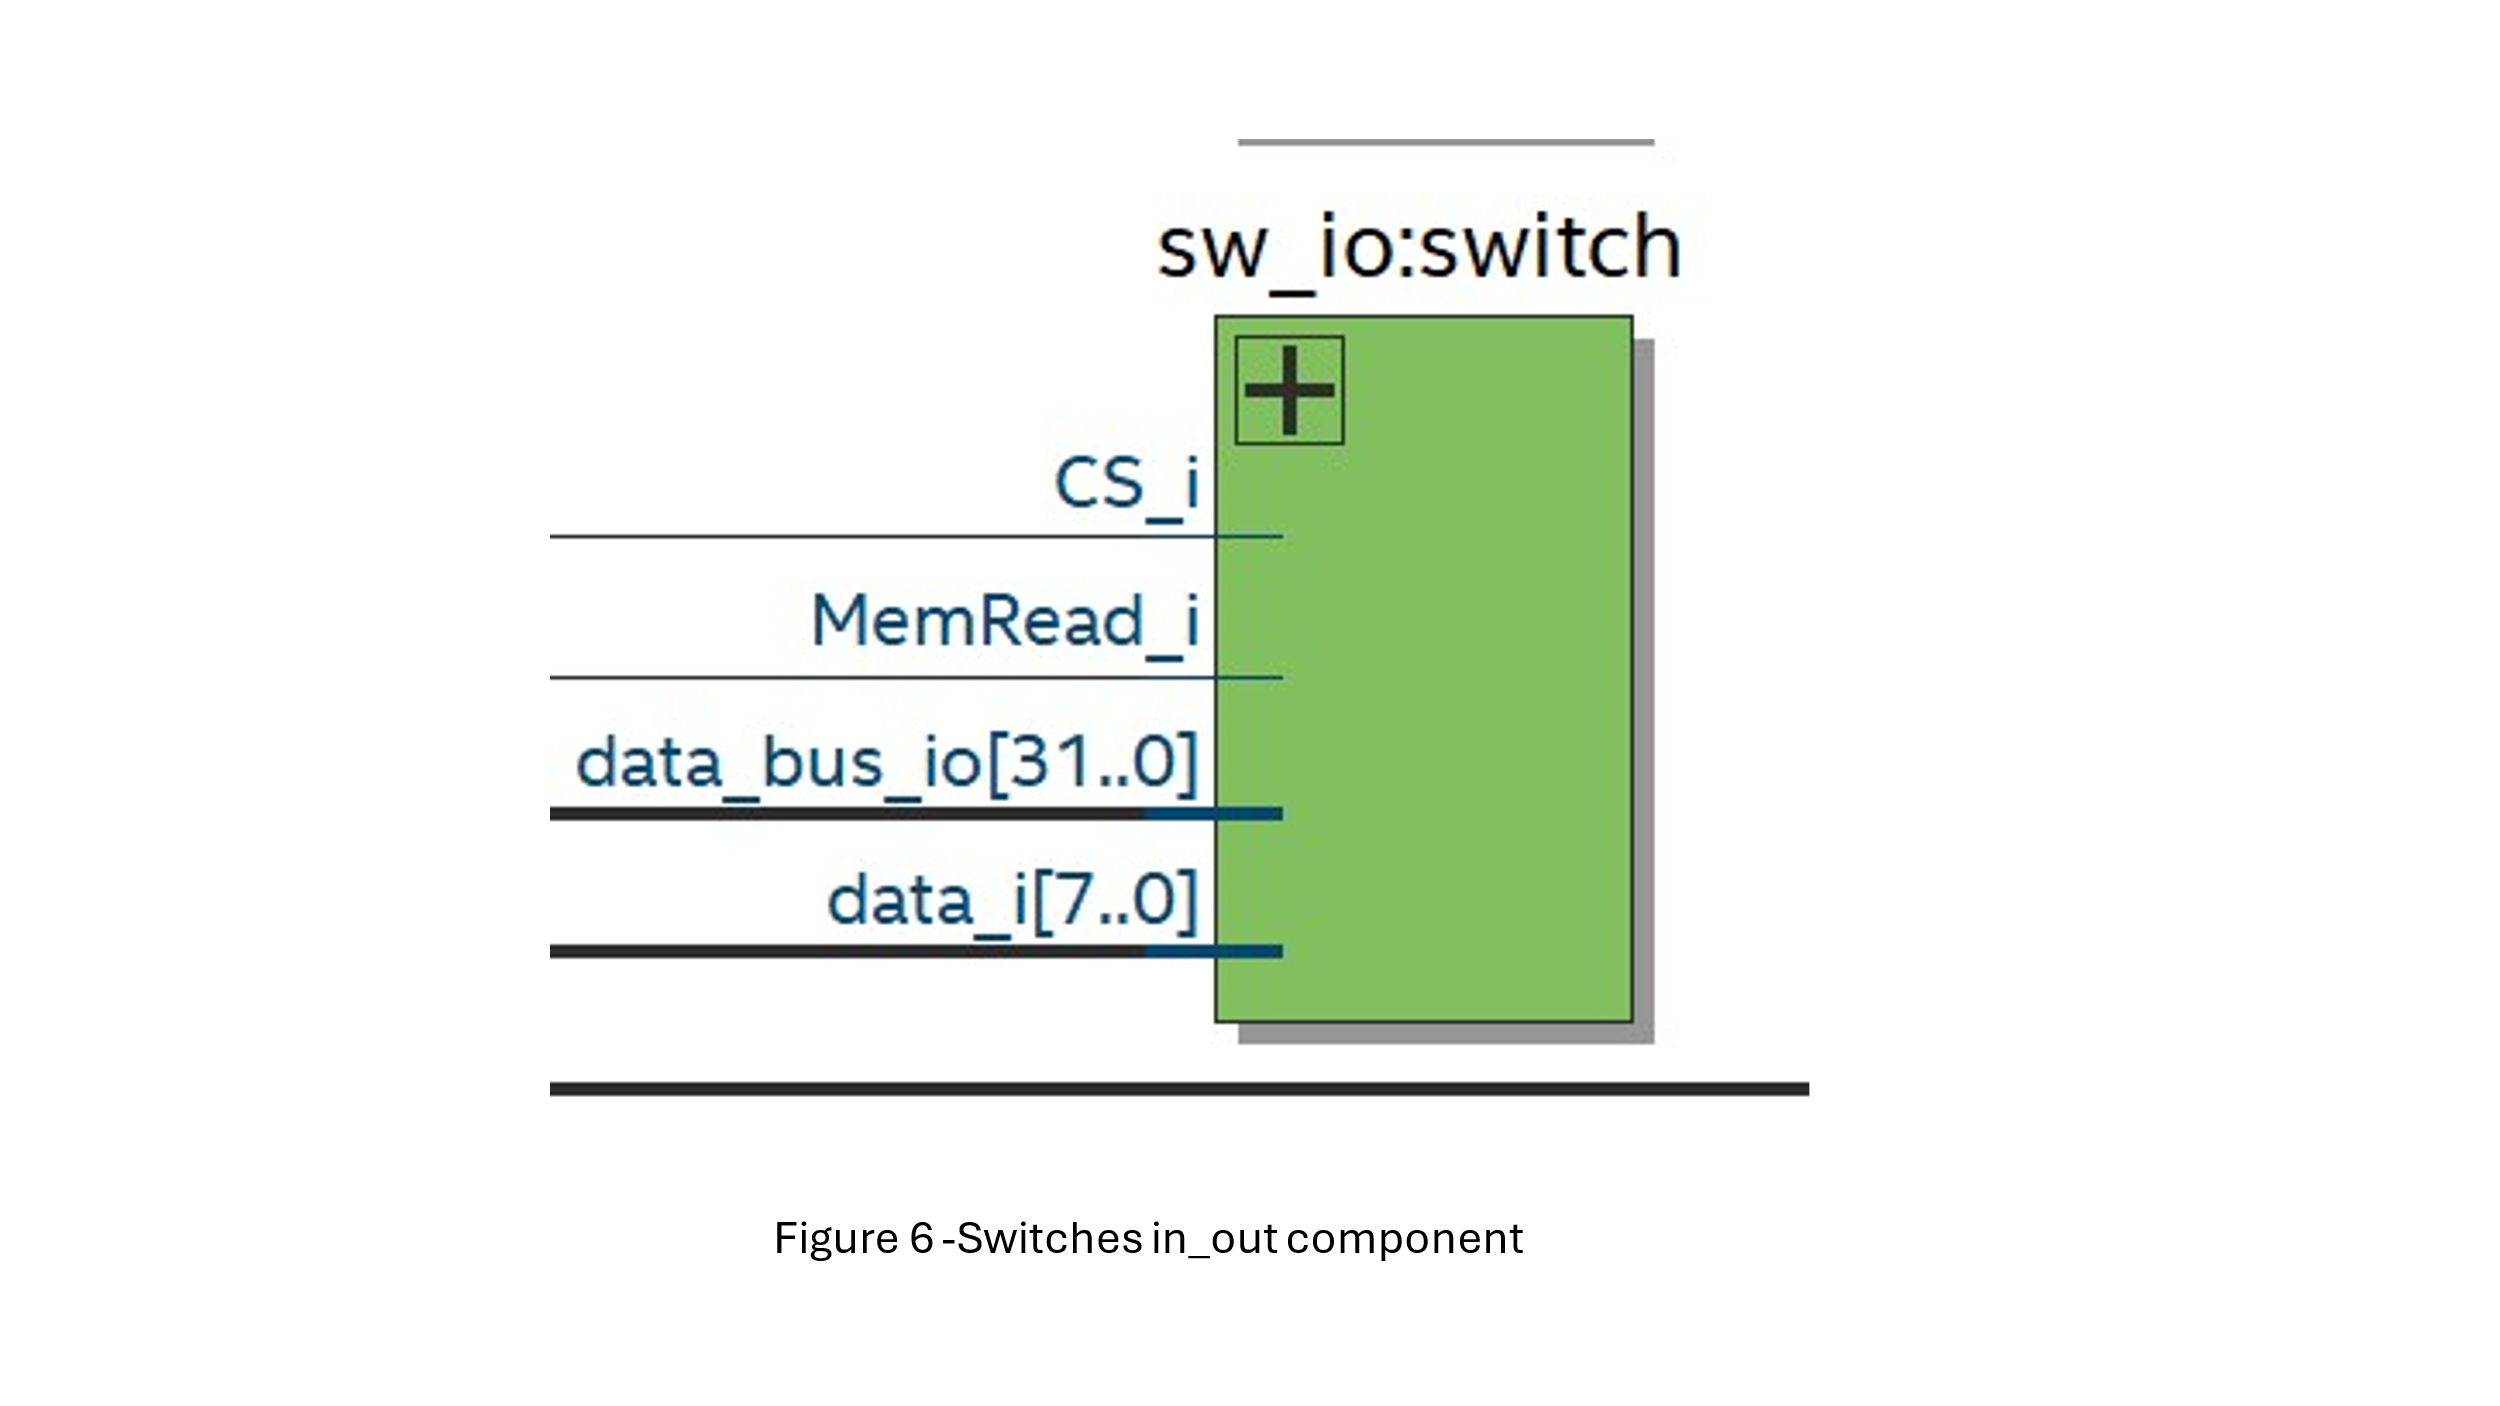 sw_io:switch
CS_i
MemRead_i
data_bus_io[31..0]
data_i[7..0]
Figure 6 -Switches in_out component